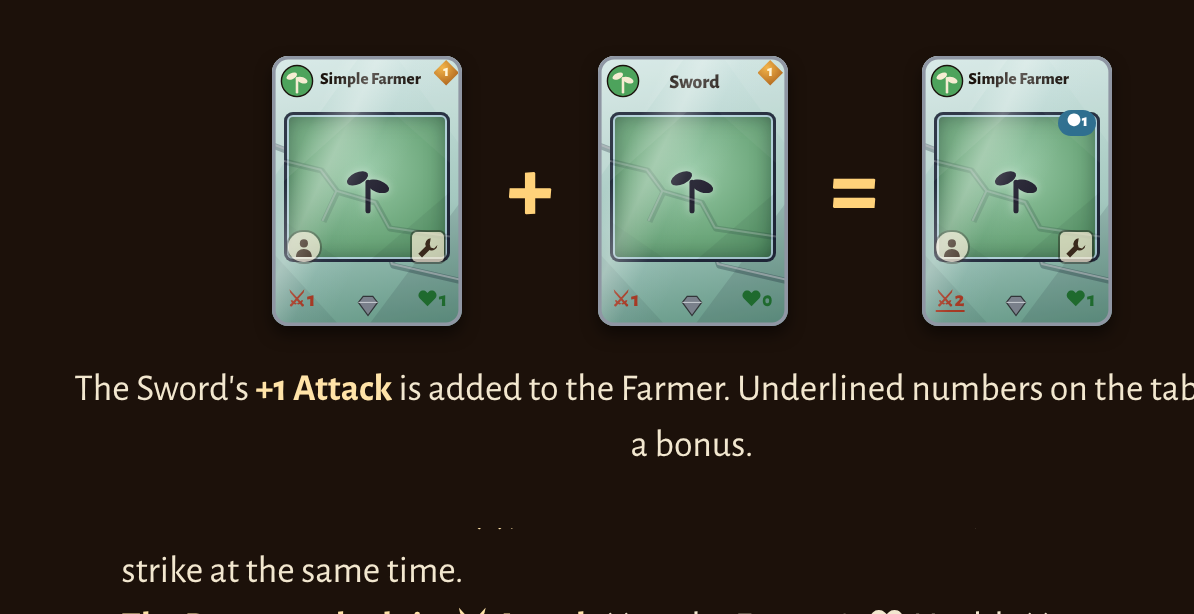 Simple Farmer 1
Sword 1
Simple Farmer
1
+
=
1 1
1 0
2 1
The Sword's +1 Attack is added to the Farmer. Underlined numbers on the
a bonus.
strike at the same time.